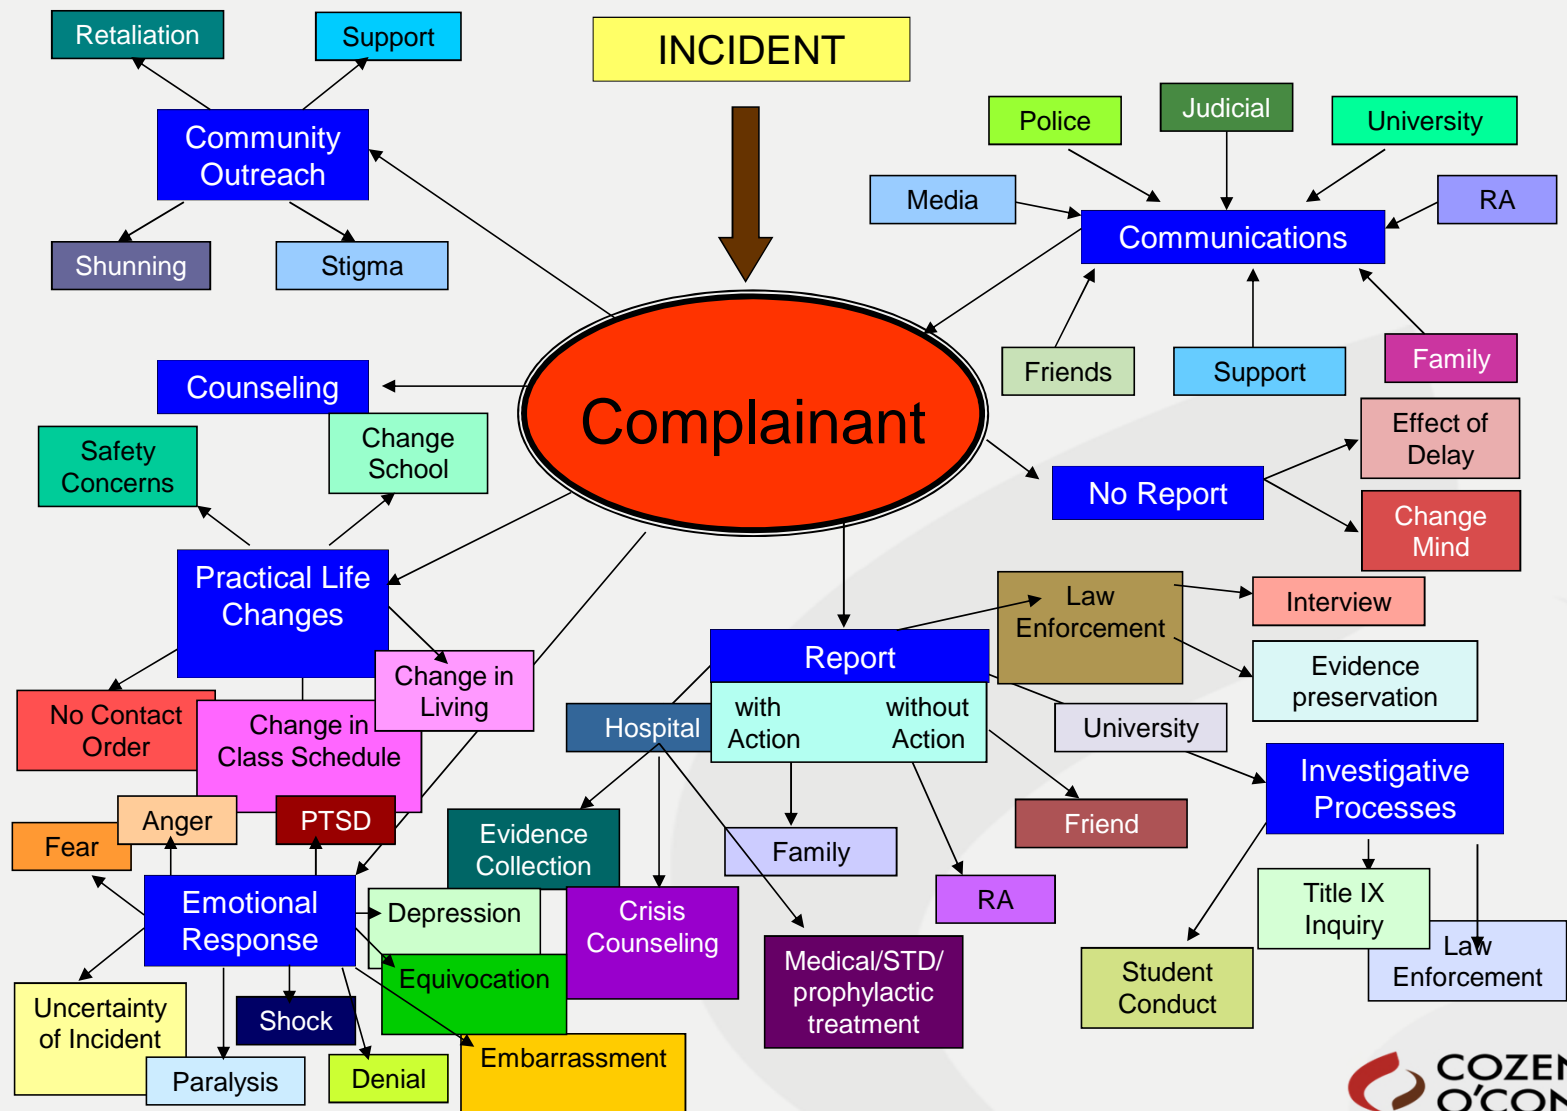 Retaliation
Support
INCIDENT
Community
Outreach
Police
Judicial
University
Media
RA
Communications
Shunning
Stigma
Friends
Support
Family
Counseling
Complainant
Change
School
Safety
Concerns
Effect of
Delay
No Report
Change
Mind
Practical Life
Changes
Law
Enforcement
Interview
Report
Evidence
preservation
Change in
Living
No Contact
Order
Change in
Class Schedule
Hospital
with
Action
without
Action
University
Investigative
Processes
Anger
PTSD
Fear
Evidence
Collection
Family
Friend
Emotional
Response
Depression
Crisis
Counseling
RA
Title IX
Inquiry
Law
Enforcement
Equivocation
Medical/STD/
prophylactic
treatment
Student
Conduct
Uncertainty
of Incident
Shock
Paralysis
Denial
Embarrassment
COZEN
O'CON